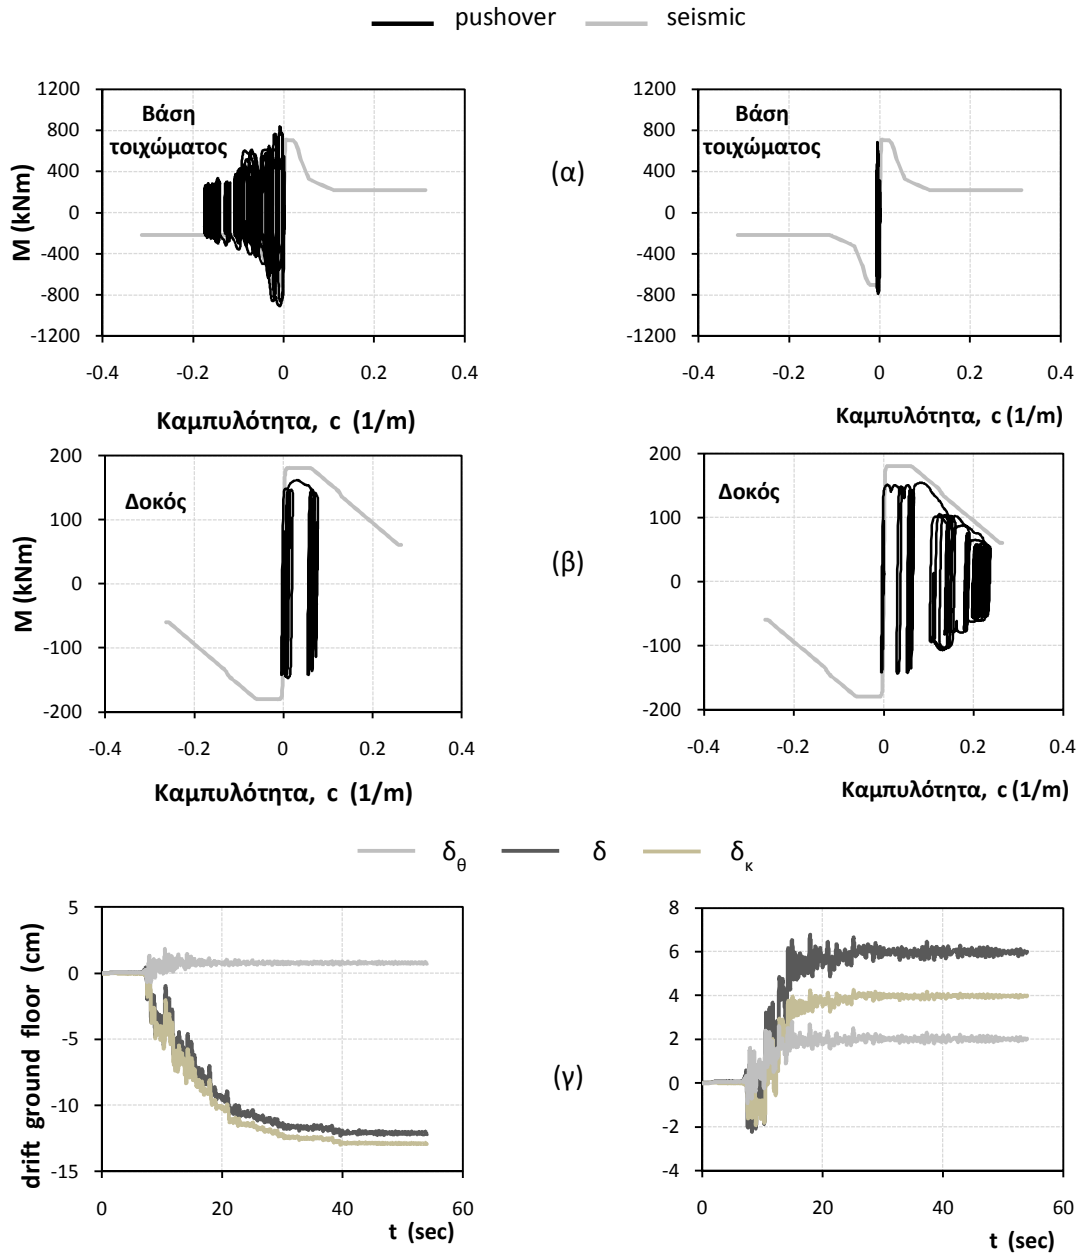 pushover seismic
1200
800
400
0
-400
-800
-1200
M (kNm)
Βάση
τοιχώματος
-0.4 -0.2 0 0.2 0.4
Καμπυλότητα, c (1/m)
(α)
1200
800
400
0
-400
-800
-1200
Βάση
τοιχώματος
-0.4 -0.2 0 0.2 0.4
Καμπυλότητα, c (1/m)
200
100
0
-100
-200
M (kNm)
Δοκός
-0.4 -0.2 0 0.2 0.4
Καμπυλότητα, c (1/m)
(β)
200
100
0
-100
-200
Δοκός
-0.4 -0.2 0 0.2 0.4
Καμπυλότητα, c (1/m)
δθ δ δκ
5
0
-5
-10
-15
drift ground floor (cm)
0 20 40 60
t (sec)
(γ)
8
6
4
2
0
-2
-4
0 20 40 60
t (sec)